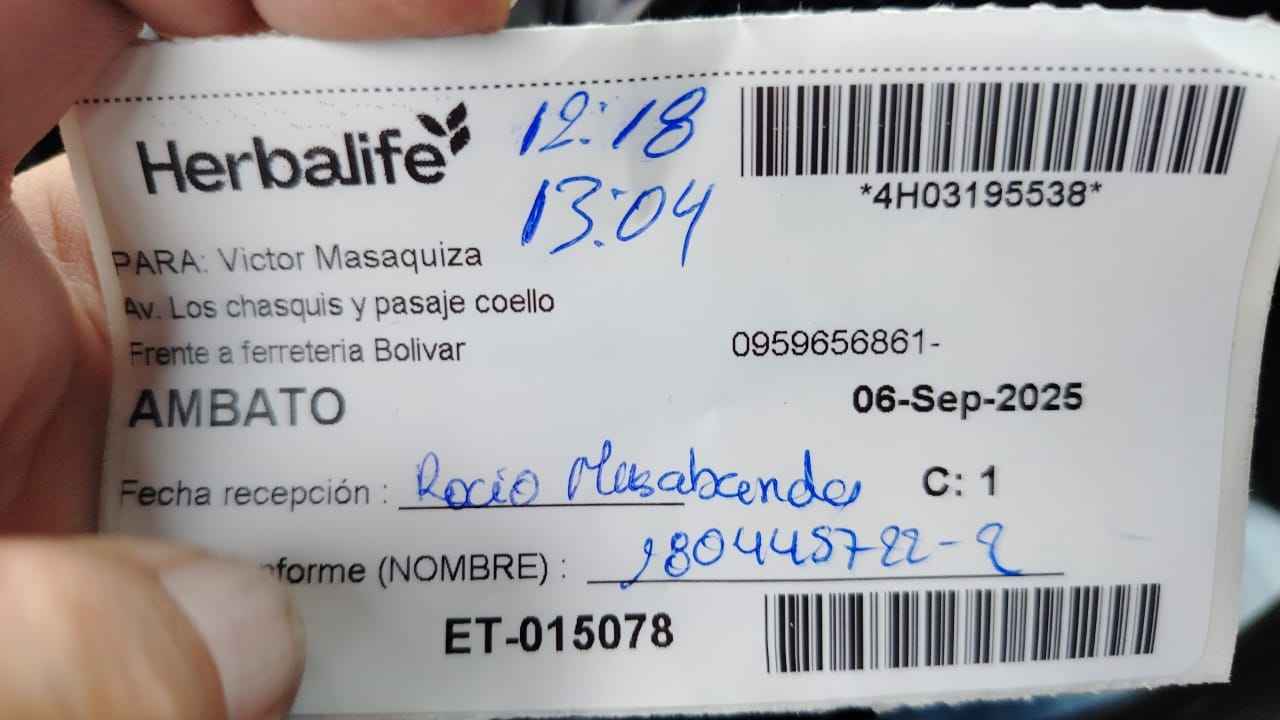 Herbalife
12:18
13:04
*4H03195538*
PARA: Victor Masaquiza
Av. Los chasquis y pasaje coello
Frente a ferreteria Bolivar
0959656861-
AMBATO
06-Sep-2025
Fecha recepción : Rocio Masabanda
C: 1
nforme (NOMBRE) : 180445722-2
ET-015078